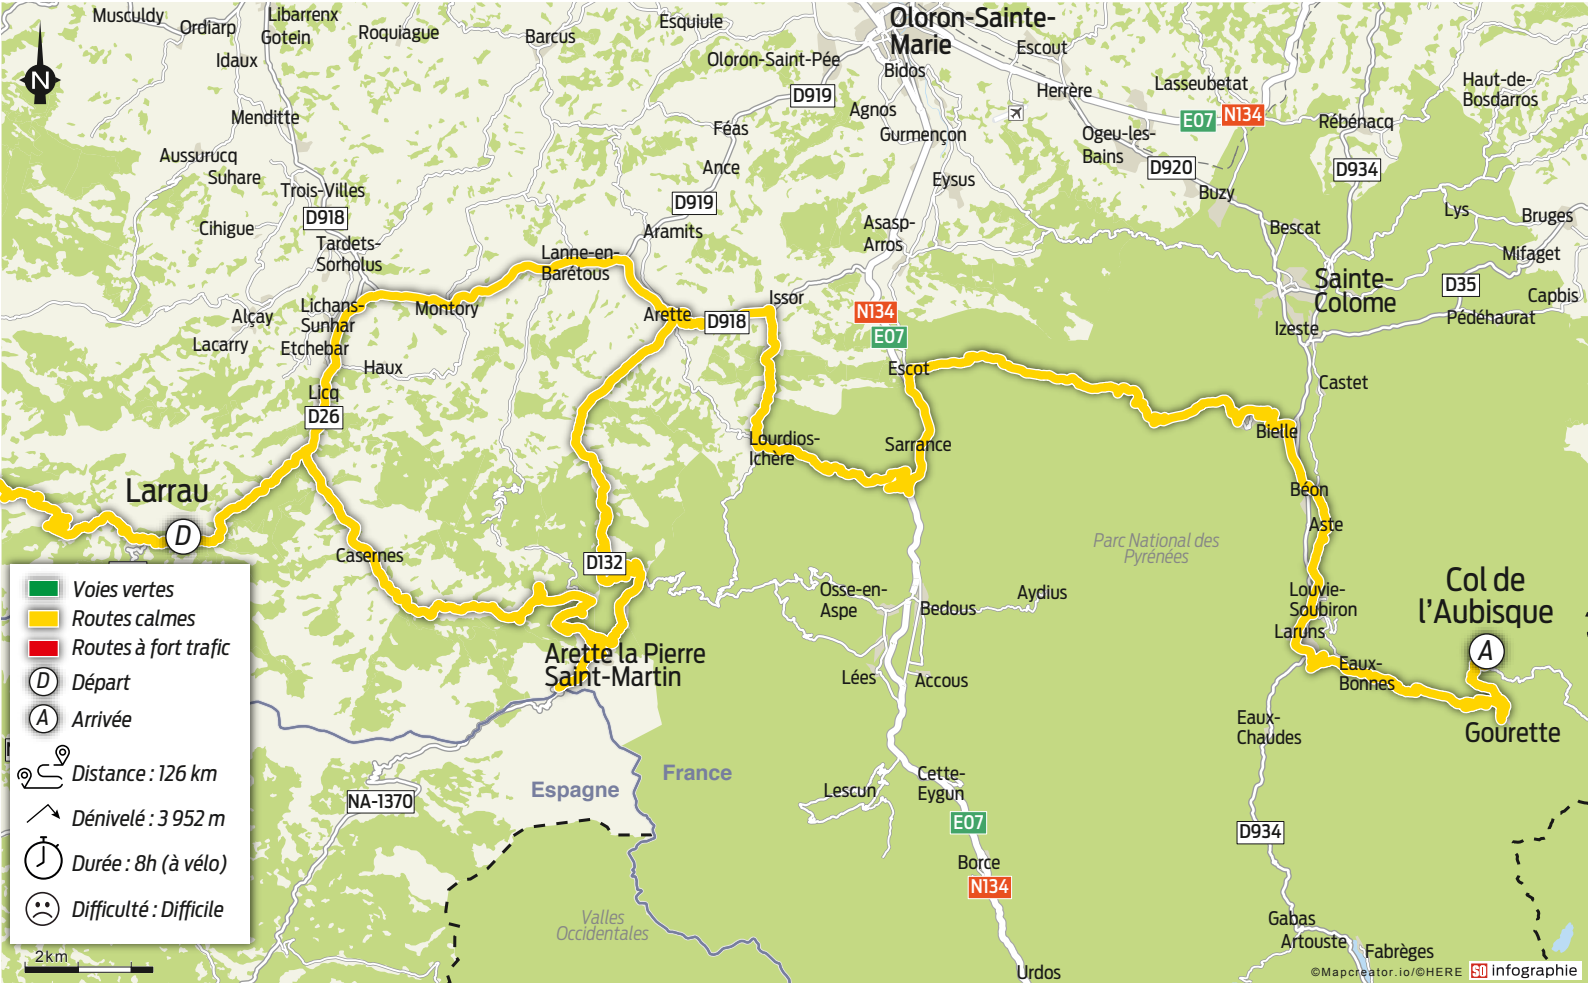 Musculdy
Ordiarp
Libarrenx
Gotein
Idaux
Roquiague
Barcus
Esquiule
Oloron-Sainte-
Marie
Escout
Oloron-Saint-Pée
Bidos
Herrère
Lasseubetat
Haut-de-
Bosdarros
N
Menditte
D919
Agnos
Gurmençon
Féas
Ogeu-les-
Bains
E07
N134
Rébénacq
Aussurucq
Suhare
Ance
D920
D934
Trois-Villes
Eysus
Buzy
D918
D919
Lys
Bruges
Cihigue
Tardets-
Sorholus
Aramits
Asasp-
Arros
Bescat
Mifaget
Lanne-en-
Barétous
Sainte-
Colome
D35
Capbis
Lichans-
Sunhar
Montory
Issor
N134
Pédéhaurat
Alçay
Arette
D918
E07
Izeste
Lacarry
Etchebar
Haux
Escot
Castet
Licq
D26
Lourdios-
Ichère
Sarrance
Bielle
Larrau
D
Béon
Aste
Casernes
D132
Parc National des
Pyrénées
Osse-en-
Aspe
Bedous
Aydius
Louvie-
Soubiron
Laruns
Col de
l'Aubisque
A
Arette la Pierre
Saint-Martin
Lées
Accous
Eaux-
Bonnes
Eaux-
Chaudes
Gourette
Espagne
France
Lescun
Cette-
Eygun
NA-1370
E07
D934
Borce
N134
Valles
Occidentales
Gabas
Artouste
Fabrèges
Urdos
Voies vertes
Routes calmes
Routes à fort trafic
D Départ
A Arrivée
Distance : 126 km
Dénivelé : 3 952 m
Durée : 8h (à vélo)
Difficulté : Difficile
2km
©Mapcreator.io/©HERE
SO infographie